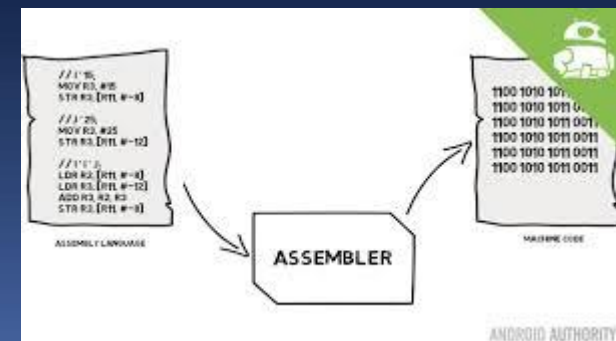 MOV R3, #15
STR R3, [R11, #-8]
MOV R3, #25
STR R3, [R11, #-12]
LDR R2, [R11, #-8]
LDR R3, [R11, #-12]
ADD R3, R2, R3
STR R3, [R11, #-8]
ASSEMBLY LANGUAGE
ASSEMBLER
1100 1010 1011
1100 1010 1011
1100 1010 1011 0011
1100 1010 1011 0011
1100 1010 1011 0011
1100 1010 1011 0011
MACHINE CODE
ANDROID AUTHORITY